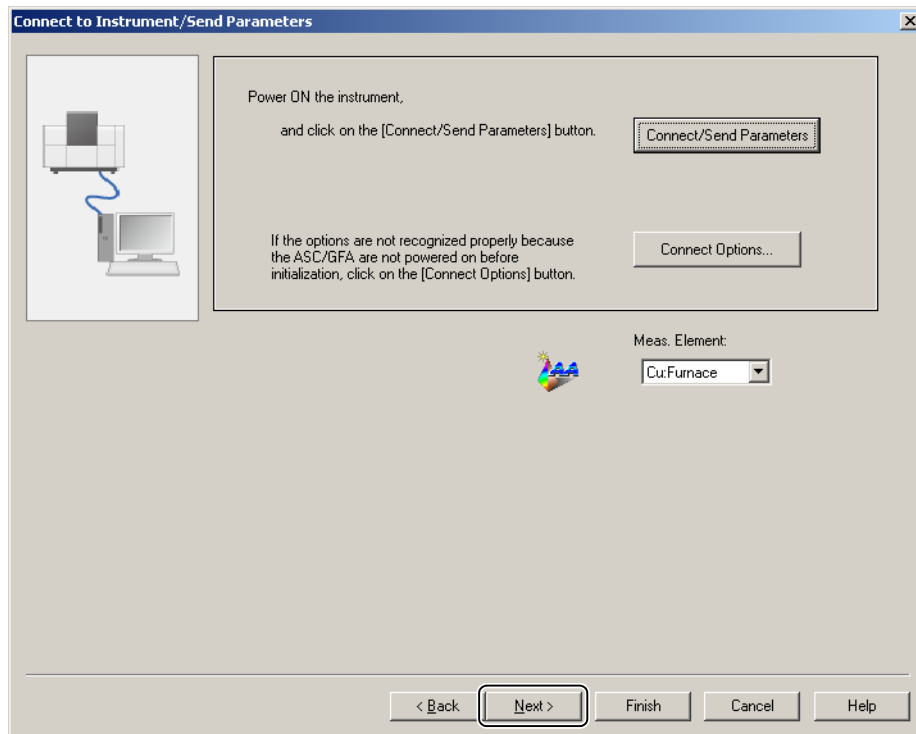 Connect to Instrument/Send Parameters
Power ON the instrument,
and click on the [Connect/Send Parameters] button.
Connect/Send Parameters
If the options are not recognized properly because
the ASC/GFA are not powered on before
initialization, click on the [Connect Options] button.
Connect Options...
Meas. Element:
AA
Cu:Furnace
< Back
Next >
Finish
Cancel
Help